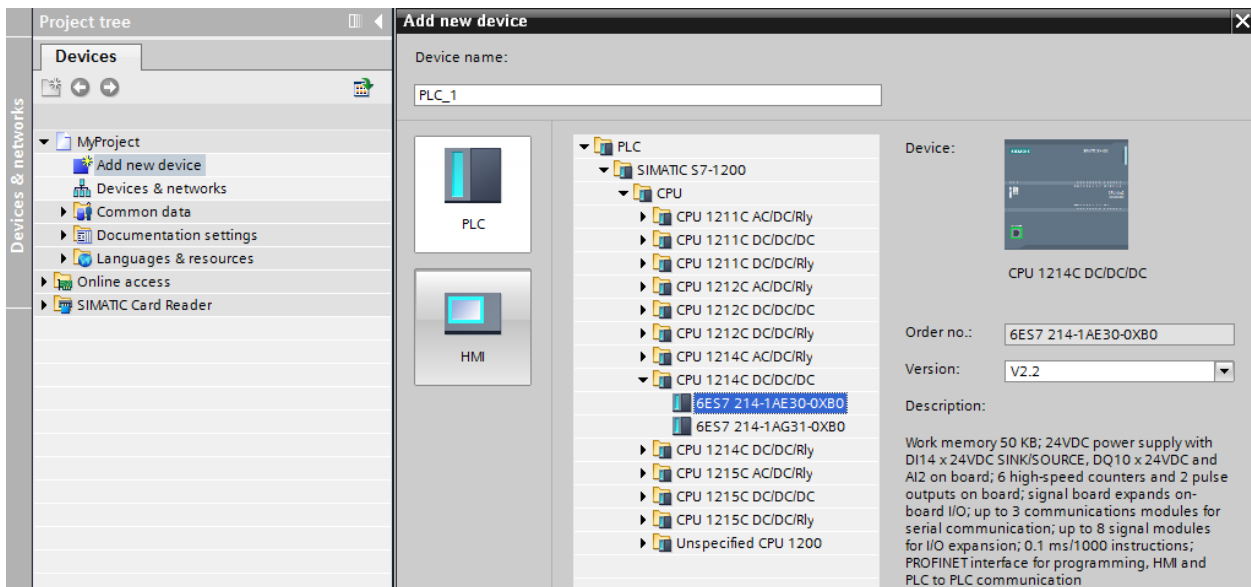 Devices & networks
Project tree
Devices
MyProject
Add new device
Devices & networks
Common data
Documentation settings
Languages & resources
Online access
SIMATIC Card Reader
Add new device
Device name:
PLC_1
PLC
HMI
PLC
SIMATIC S7-1200
CPU
CPU 1211C AC/DC/Rly
CPU 1211C DC/DC/DC
CPU 1211C DC/DC/Rly
CPU 1212C AC/DC/Rly
CPU 1212C DC/DC/DC
CPU 1212C DC/DC/Rly
CPU 1214C AC/DC/Rly
CPU 1214C DC/DC/DC
6ES7 214-1AE30-0XB0
6ES7 214-1AG31-0XB0
CPU 1214C DC/DC/Rly
CPU 1215C AC/DC/Rly
CPU 1215C DC/DC/DC
CPU 1215C DC/DC/Rly
Unspecified CPU 1200
Device:
SIEMENS
CPU 1214C DC/DC/DC
Order no.:
6ES7 214-1AE30-0XB0
Version:
V2.2
Description:
Work memory 50 KB; 24VDC power supply with
DI14 x 24VDC SINK/SOURCE, DQ10 x 24VDC and
AI2 on board; 6 high-speed counters and 2 pulse
outputs on board; signal board expands on-
board I/O; up to 3 communications modules for
serial communication; up to 8 signal modules
for I/O expansion; 0.1 ms/1000 instructions;
PROFINET interface for programming, HMI and
PLC to PLC communication